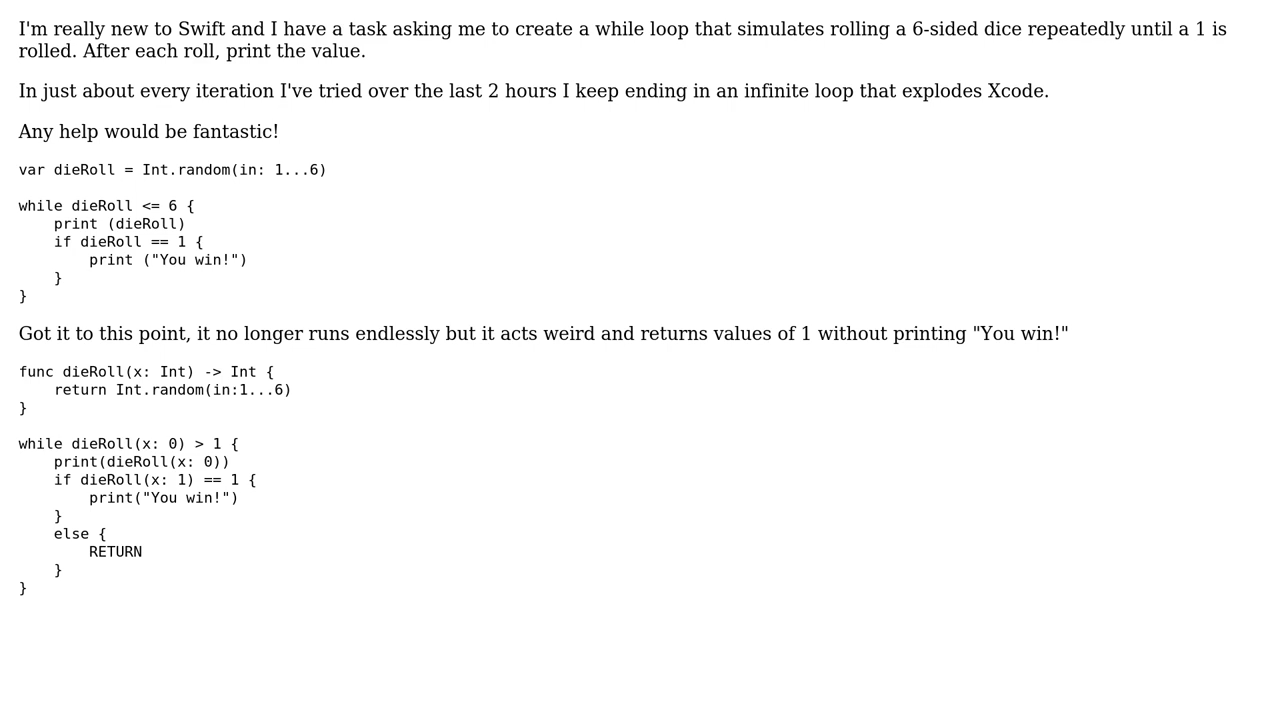 I'm really new to Swift and I have a task asking me to create a while loop that simulates rolling a 6-sided dice repeatedly until a 1 is
rolled. After each roll, print the value.
In just about every iteration I've tried over the last 2 hours I keep ending in an infinite loop that explodes Xcode.
Any help would be fantastic!
var dieRoll = Int.random(in: 1...6)
while dieRoll <= 6 {
    print (dieRoll)
    if dieRoll == 1 {
        print ("You win!")
    }
}
Got it to this point, it no longer runs endlessly but it acts weird and returns values of 1 without printing "You win!"
func dieRoll(x: Int) -> Int {
    return Int.random(in:1...6)
}
while dieRoll(x: 0) > 1 {
    print(dieRoll(x: 0))
    if dieRoll(x: 1) == 1 {
        print("You win!")
    }
    else {
        RETURN
    }
}